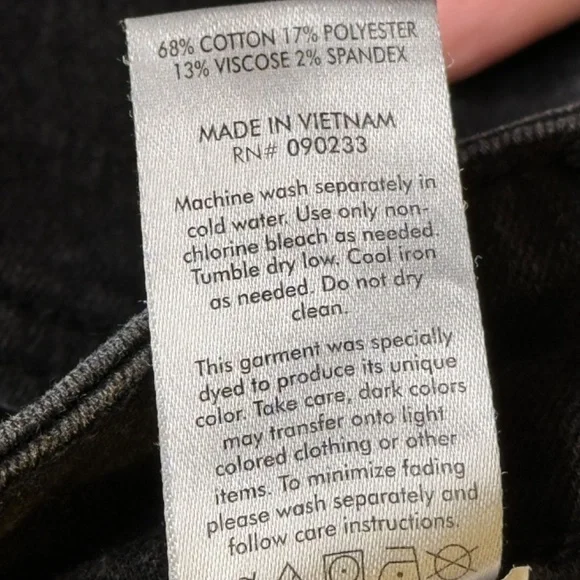 68% COTTON 17% POLYESTER
13% VISCOSE 2% SPANDEX
MADE IN VIETNAM
RN# 090233
Machine wash separately in
cold water. Use only non-
chlorine bleach as needed.
Tumble dry low. Cool iron
as needed. Do not dry
clean.
This garment was specially
dyed to produce its unique
color. Take care, dark colors
may transfer onto light
colored clothing or other
items. To minimize fading
please wash separately and
follow care instructions.